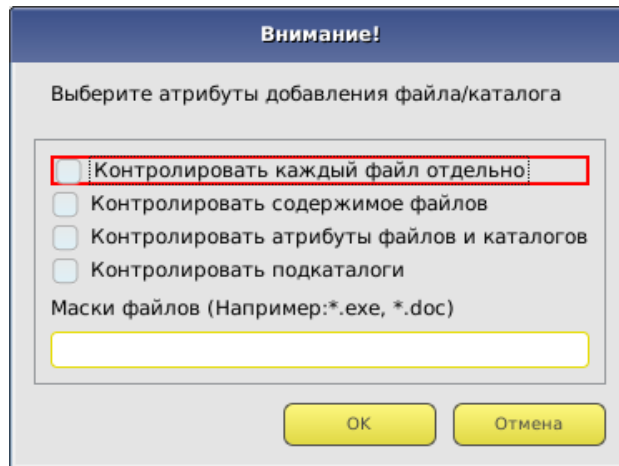 Внимание!
Выберите атрибуты добавления файла/каталога
Контролировать каждый файл отдельно
Контролировать содержимое файлов
Контролировать атрибуты файлов и каталогов
Контролировать подкаталоги
Маски файлов (Например:*.exe, *.doc)
ОК
Отмена